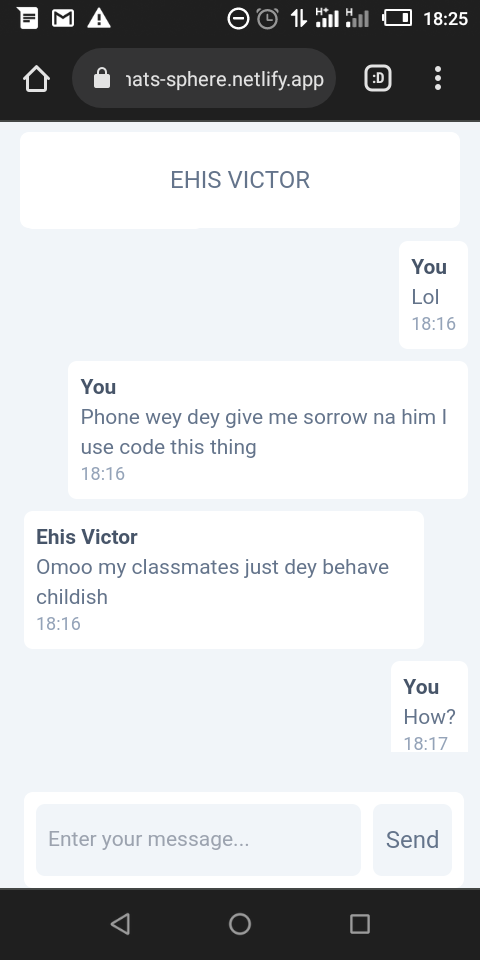 H+
H
18:25
nats-sphere.netlify.app
:D
EHIS VICTOR
You
Lol
18:16
You
Phone wey dey give me sorrow na him I
use code this thing
18:16
Ehis Victor
Omoo my classmates just dey behave
childish
18:16
You
How?
18:17
Enter your message...
Send